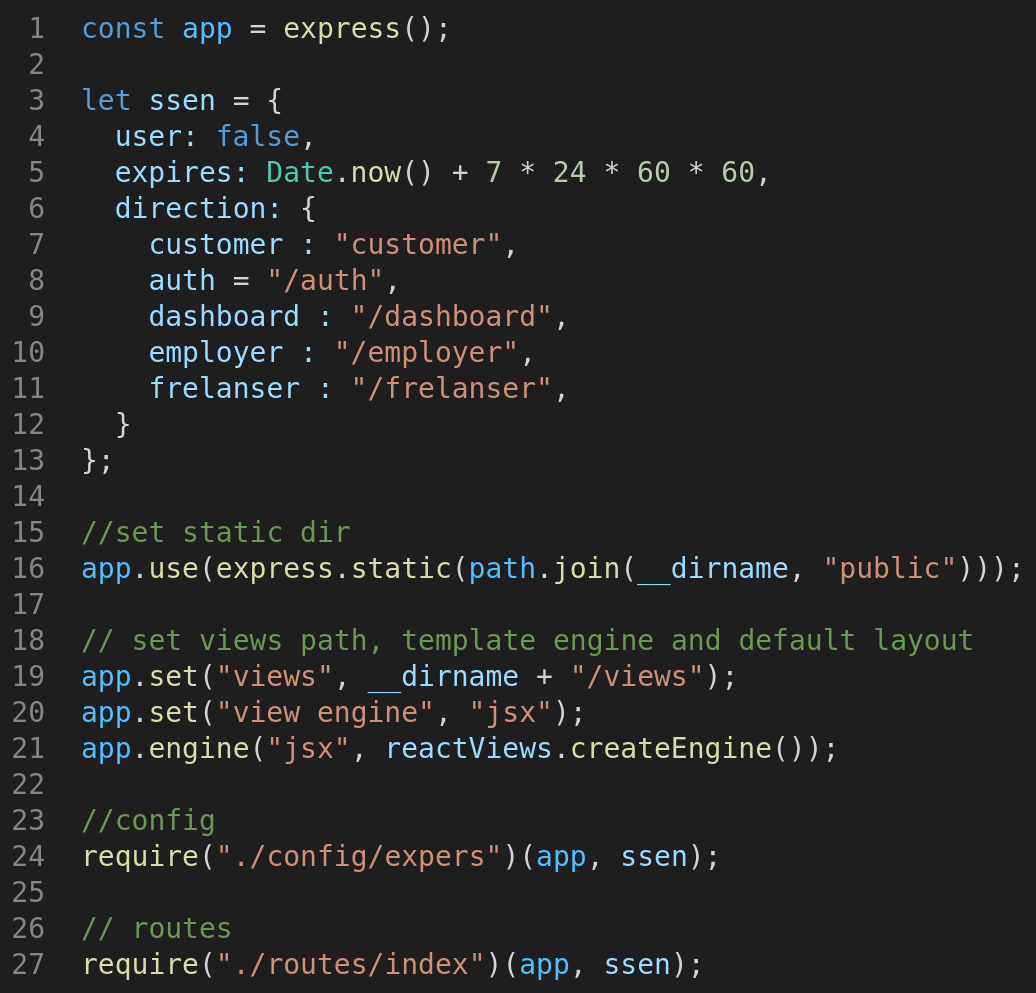 1 const app = express();
2
3 let ssen = {
4   user: false,
5   expires: Date.now() + 7 * 24 * 60 * 60,
6   direction: {
7     customer : "customer",
8     auth = "/auth",
9     dashboard : "/dashboard",
10     employer : "/employer",
11     frelanser : "/frelanser",
12   }
13 };
14
15 //set static dir
16 app.use(express.static(path.join(__dirname, "public")));
17
18 // set views path, template engine and default layout
19 app.set("views", __dirname + "/views");
20 app.set("view engine", "jsx");
21 app.engine("jsx", reactViews.createEngine());
22
23 //config
24 require("./config/expers")(app, ssen);
25
26 // routes
27 require("./routes/index")(app, ssen);